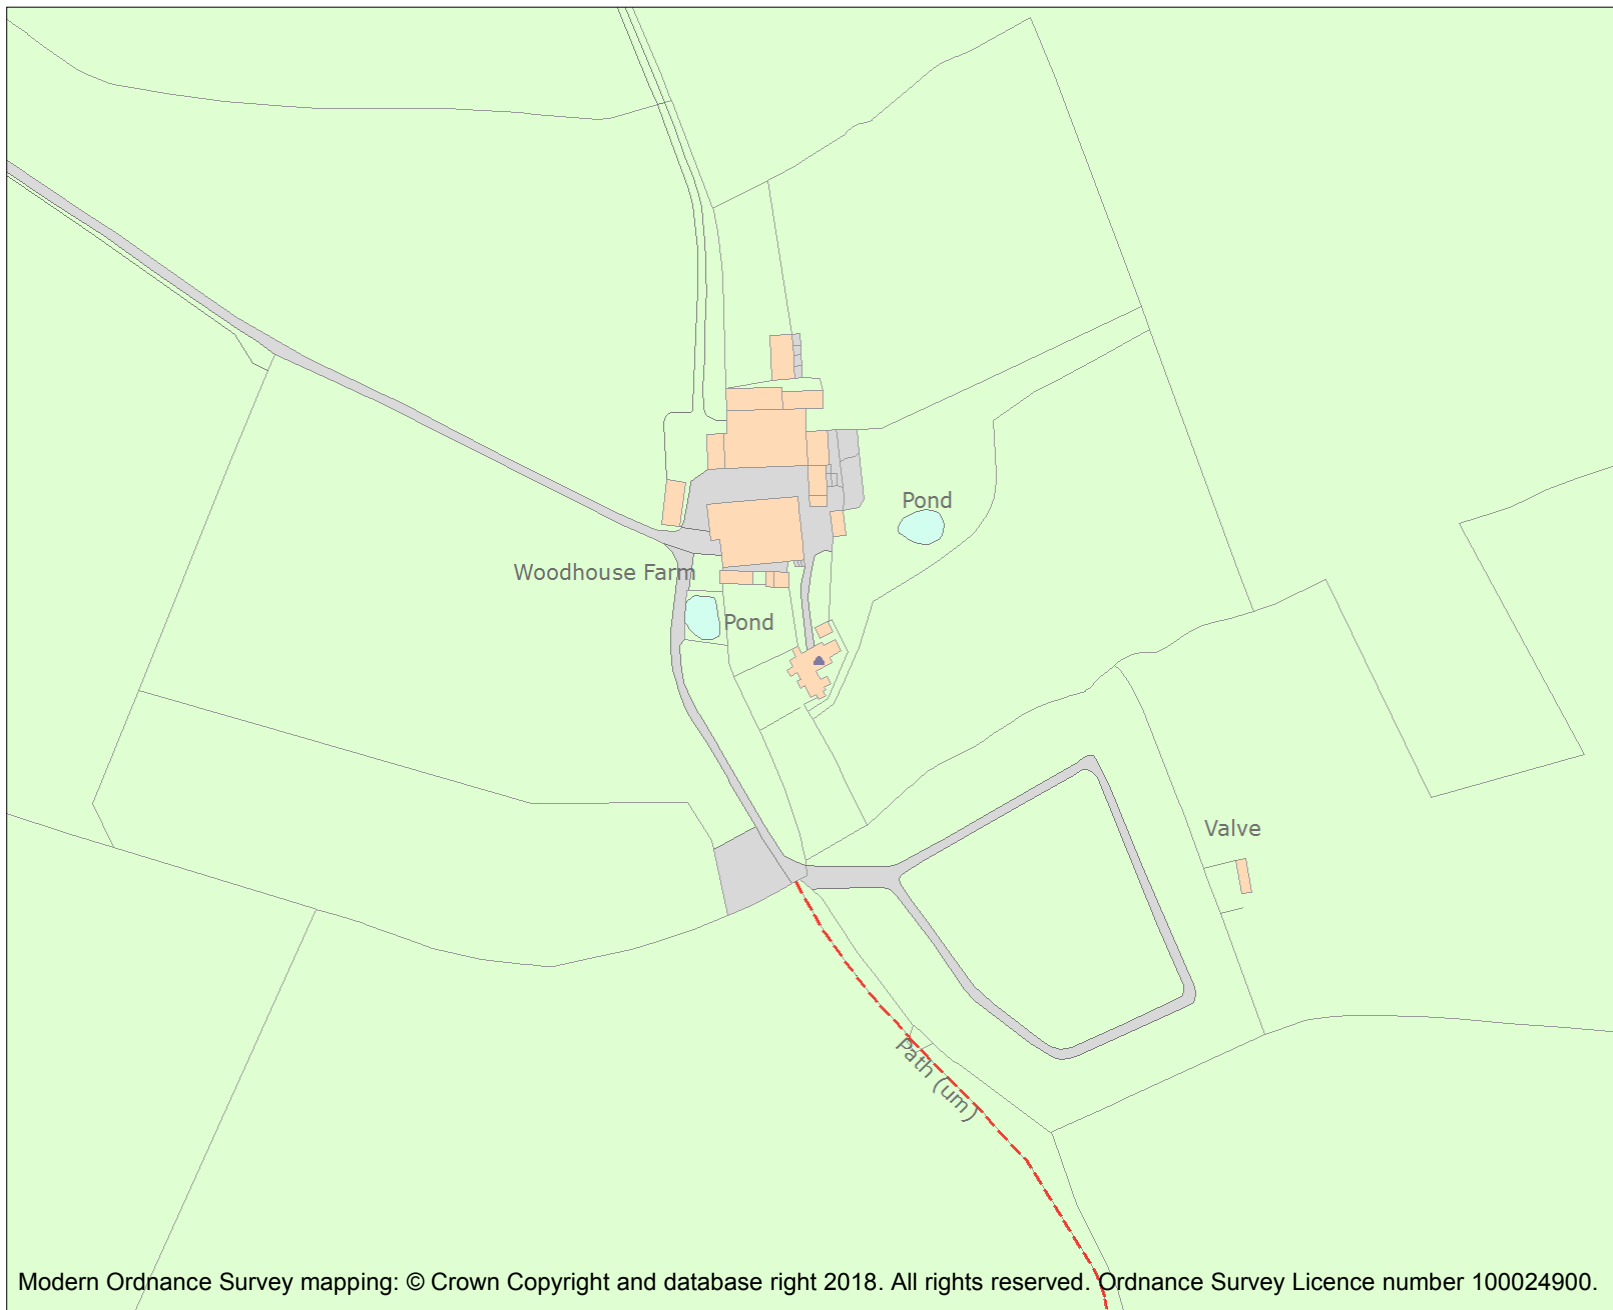 Pond
Woodhouse Farm
Pond
Valve
Path (um)
Modern Ordnance Survey mapping: © Crown Copyright and database right 2018. All rights reserved. Ordnance Survey Licence number 100024900.